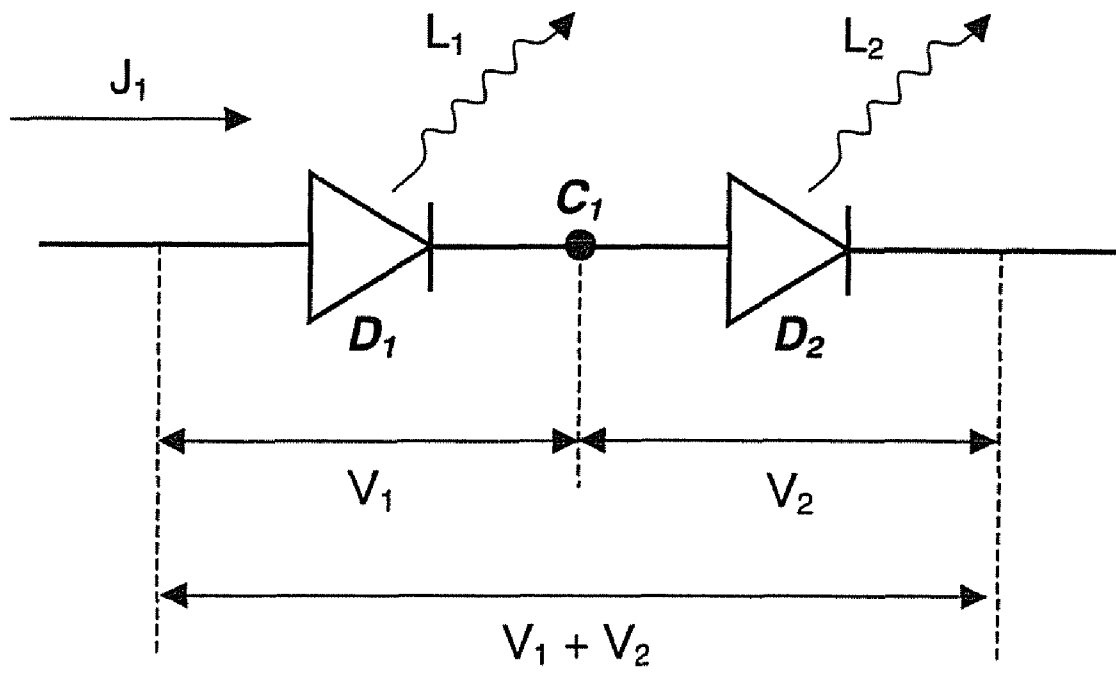 L₁
L₂
J₁
C₁
D₁
D₂
V₁
V₂
V₁ + V₂